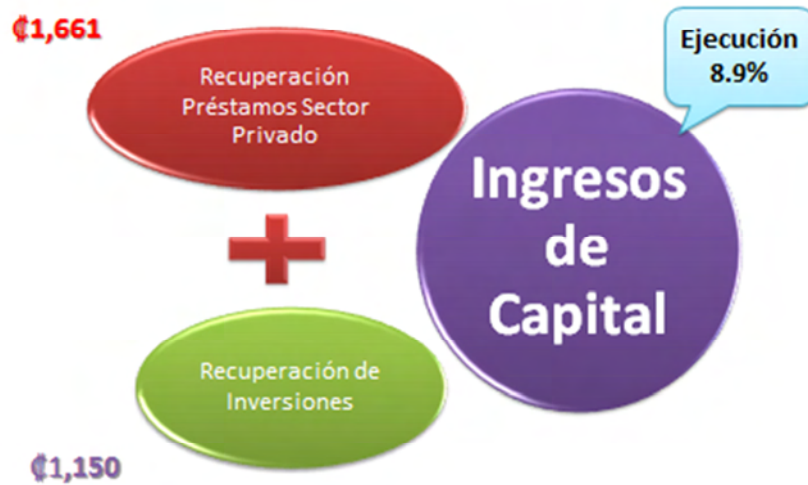 ₡1,661
Recuperación
Préstamos Sector
Privado
Ejecución
8.9%
Ingresos
de
Capital
Recuperación de
Inversiones
₡1,150